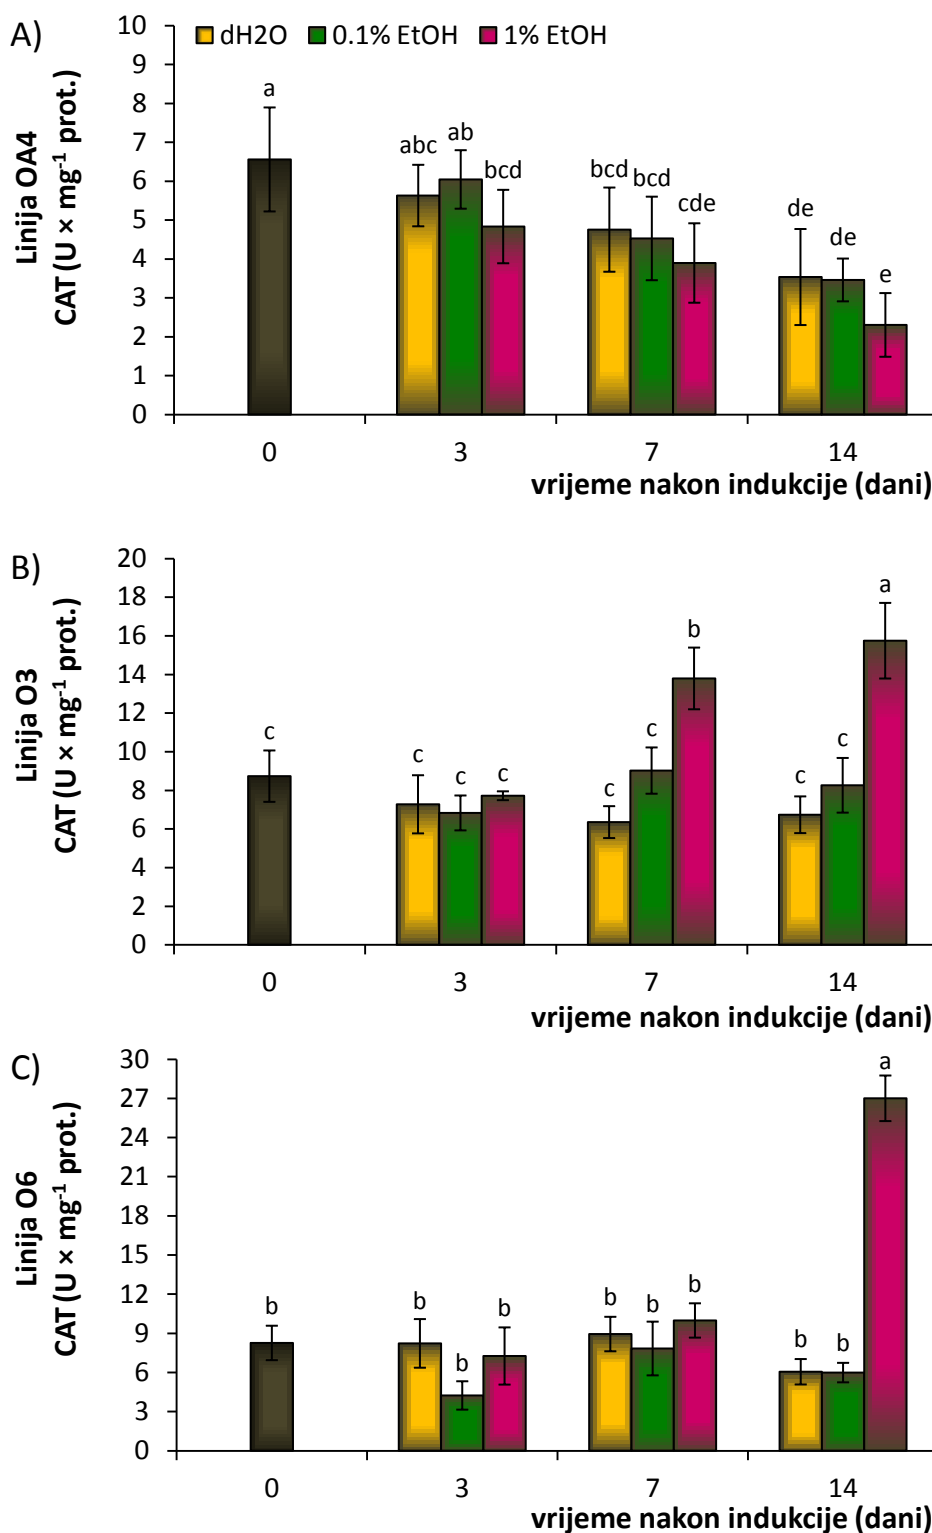 A)
dH2O 0.1% EtOH 1% EtOH
Linija OA4
CAT (U × mg⁻¹ prot.)
10
9
8
7
6
5
4
3
2
1
0
a
abc ab bcd
bcd bcd cde
de de e
0 3 7 14
vrijeme nakon indukcije (dani)
B)
Linija O3
CAT (U × mg⁻¹ prot.)
20
18
16
14
12
10
8
6
4
2
0
c
c c c
c c b
c c a
0 3 7 14
vrijeme nakon indukcije (dani)
C)
Linija O6
CAT (U × mg⁻¹ prot.)
30
27
24
21
18
15
12
9
6
3
0
b
b b b
b b b
b b a
0 3 7 14
vrijeme nakon indukcije (dani)